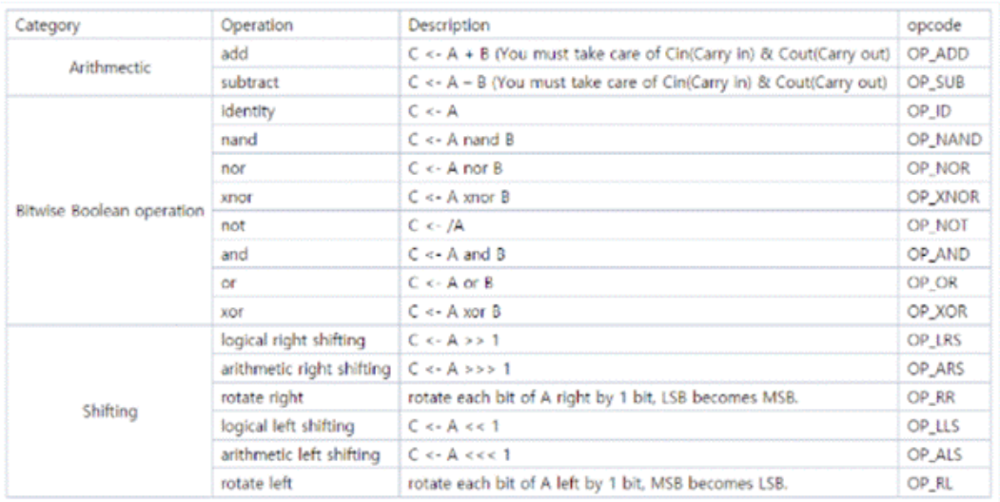 Category Operation Description opcode
Arithmectic
add C <- A + B (You must take care of Cin(Carry in) & Cout(Carry out) OP_ADD
subtract C <- A – B (You must take care of Cin(Carry in) & Cout(Carry out) OP_SUB
Bitwise Boolean operation
identity C <- A OP_ID
nand C <- A nand B OP_NAND
nor C <- A nor B OP_NOR
xnor C <- A xnor B OP_XNOR
not C <- /A OP_NOT
and C <- A and B OP_AND
or C <- A or B OP_OR
xor C <- A xor B OP_XOR
Shifting
logical right shifting C <- A >> 1 OP_LRS
arithmetic right shifting C <- A >>> 1 OP_ARS
rotate right rotate each bit of A right by 1 bit, LSB becomes MSB. OP_RR
logical left shifting C <- A << 1 OP_LLS
arithmetic left shifting C <- A <<< 1 OP_ALS
rotate left rotate each bit of A left by 1 bit, MSB becomes LSB. OP_RL